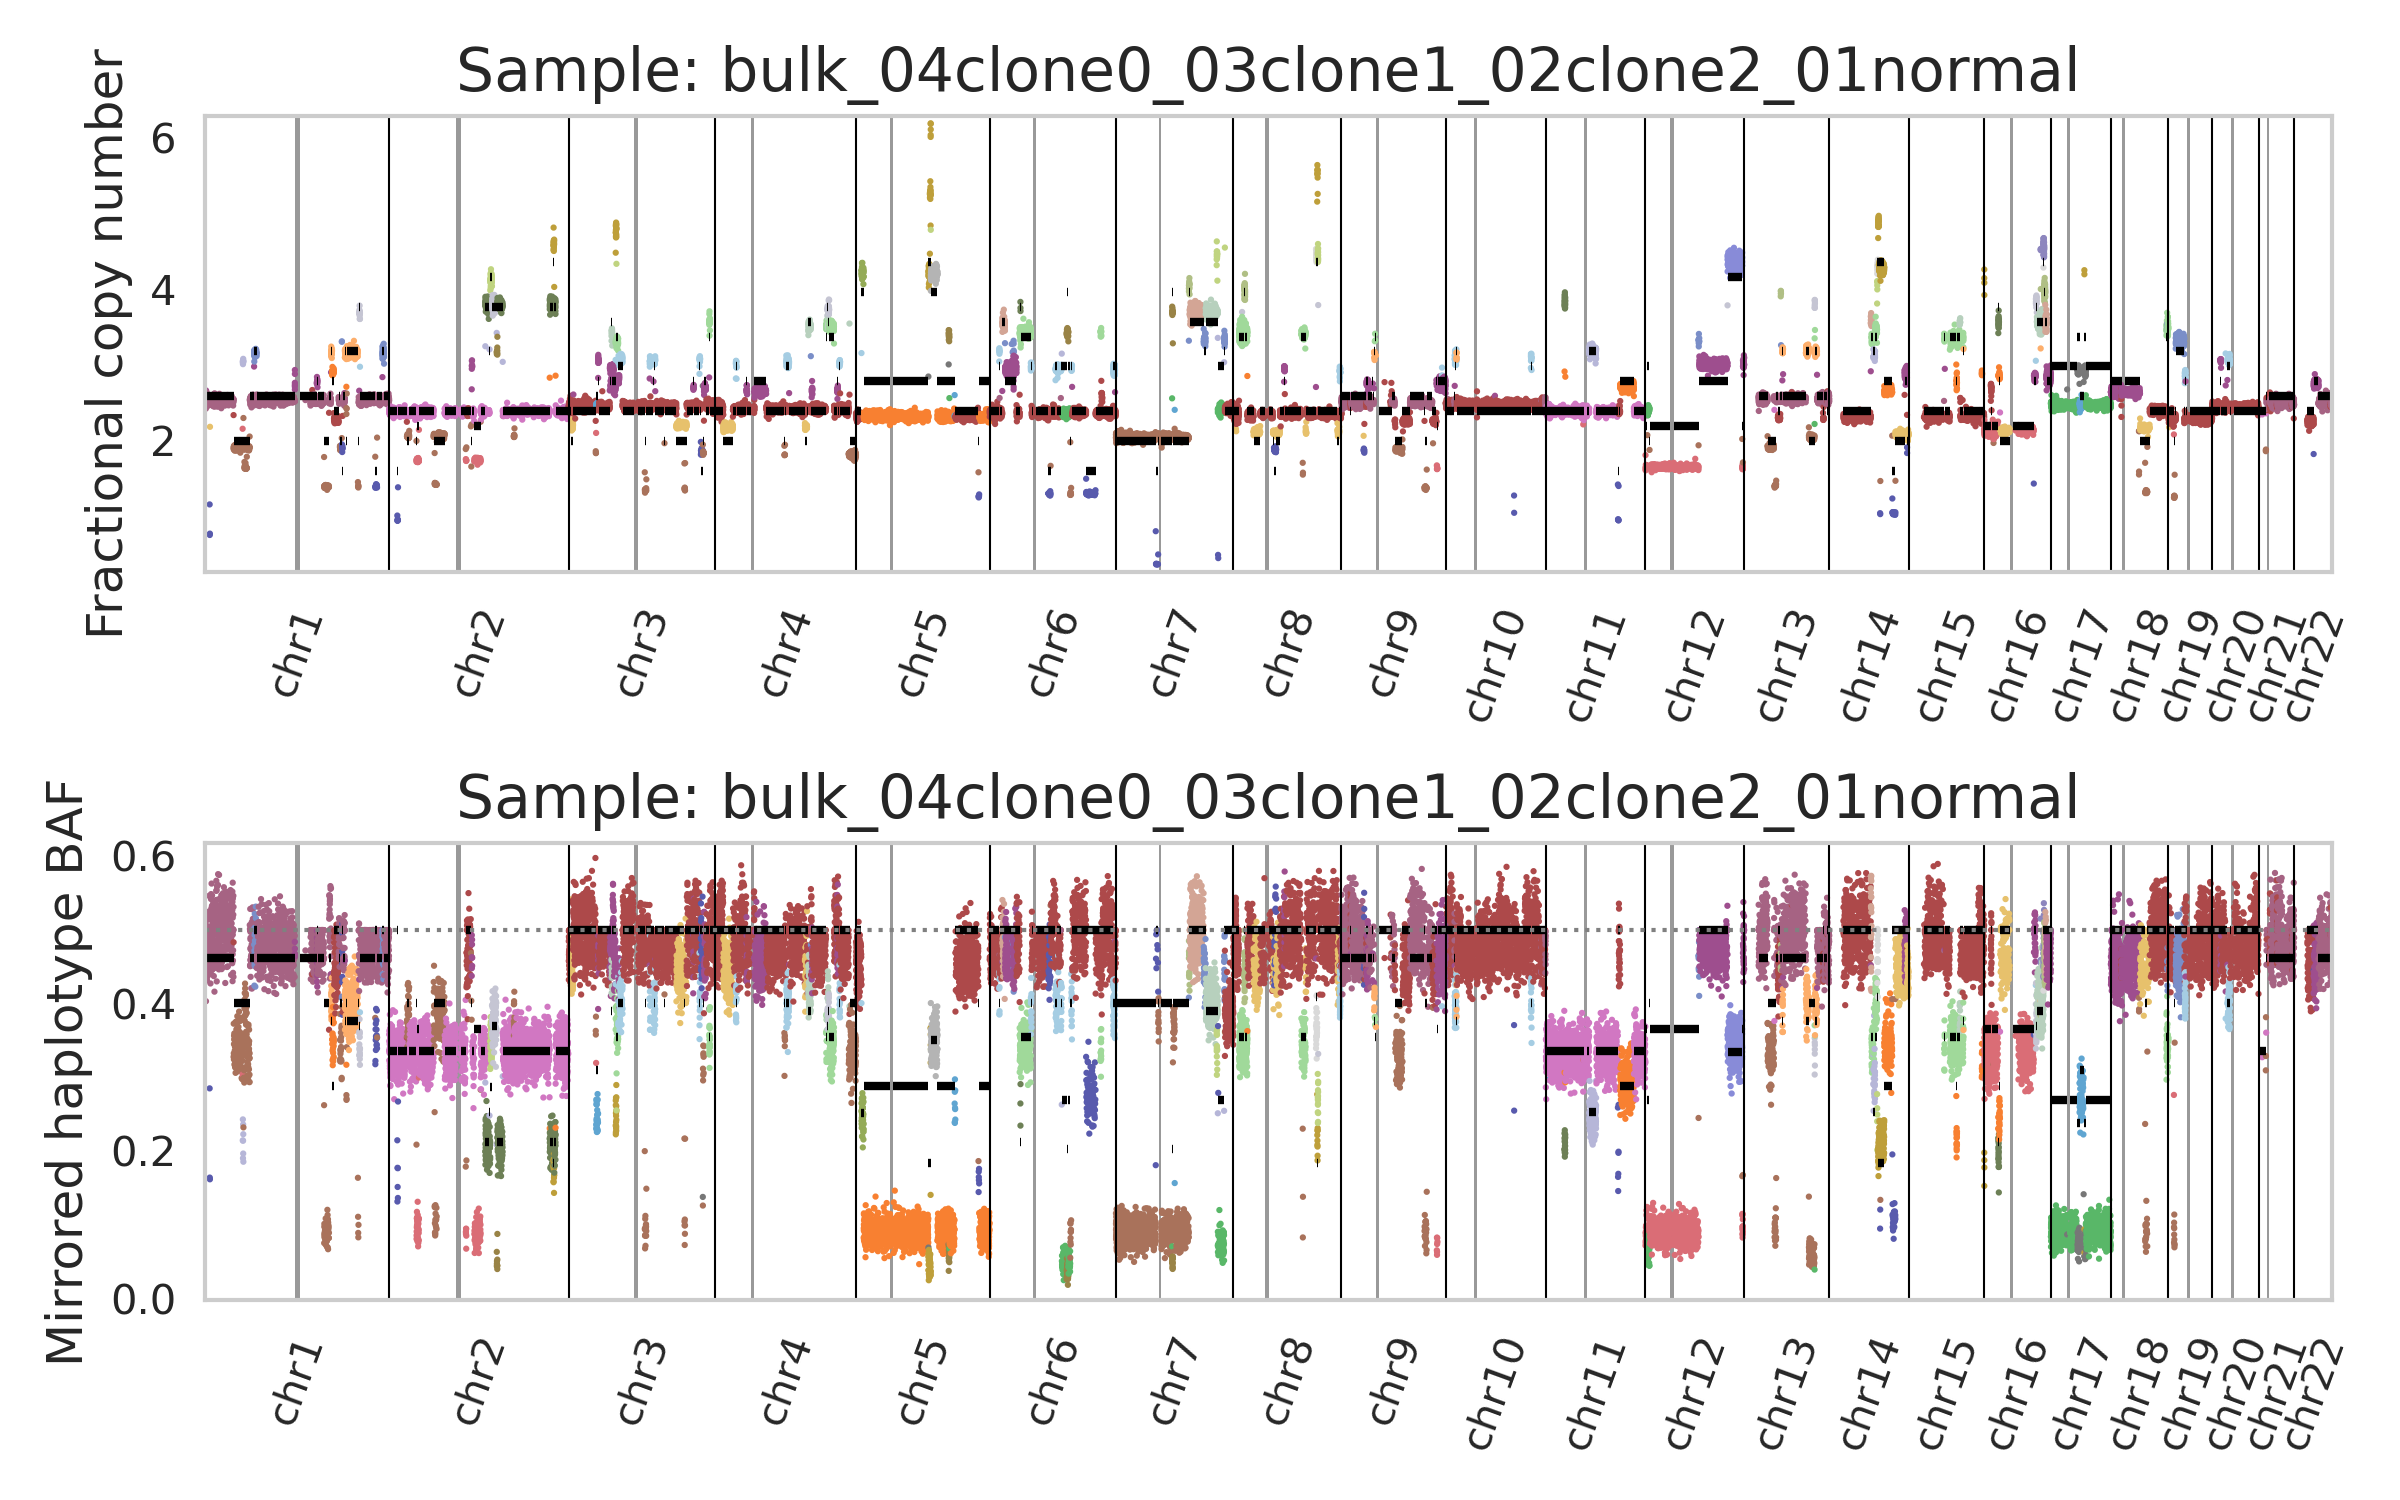 Sample: bulk_04clone0_03clone1_02clone2_01normal
Fractional copy number
6
4
2
chr1 chr2 chr3 chr4 chr5 chr6 chr7 chr8 chr9 chr10 chr11 chr12 chr13 chr14 chr15 chr16 chr17 chr18 chr19 chr20 chr21 chr22
Sample: bulk_04clone0_03clone1_02clone2_01normal
Mirrored haplotype BAF
0.6
0.4
0.2
0.0
chr1 chr2 chr3 chr4 chr5 chr6 chr7 chr8 chr9 chr10 chr11 chr12 chr13 chr14 chr15 chr16 chr17 chr18 chr19 chr20 chr21 chr22